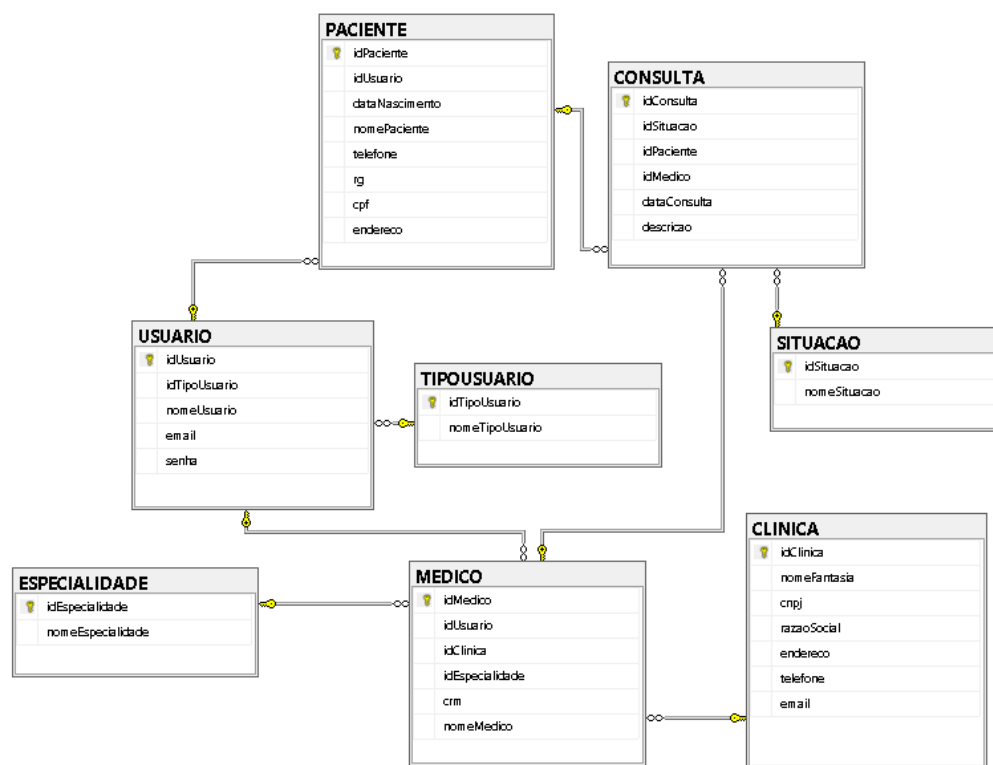 PACIENTE
idPaciente
idUsuario
dataNascimento
nomePaciente
telefone
rg
cpf
endereco
CONSULTA
idConsulta
idSituacao
idPaciente
idMedico
dataConsulta
descricao
USUARIO
idUsuario
idTipoUsuario
nomeUsuario
email
senha
TIPOUSUARIO
idTipoUsuario
nomeTipoUsuario
SITUACAO
idSituacao
nomeSituacao
ESPECIALIDADE
idEspecialidade
nomeEspecialidade
MEDICO
idMedico
idUsuario
idClinica
idEspecialidade
crm
nomeMedico
CLINICA
idClinica
nomeFantasia
cnpj
razaoSocial
endereco
telefone
email